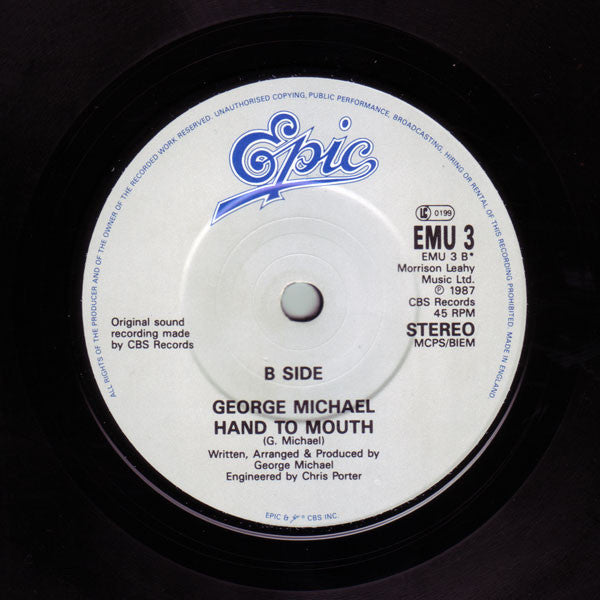 ALL RIGHTS OF THE PRODUCER AND OF THE OWNER OF THE RECORDED WORK RESERVED. UNAUTHORISED COPYING, PUBLIC PERFORMANCE, BROADCASTING, HIRING OR RENTAL OF THIS RECORDING PROHIBITED. MADE IN ENGLAND.
Epic
LC 0199
EMU 3
EMU 3 B*
Morrison Leahy
Music Ltd.
℗ 1987
CBS Records
45 RPM
STEREO
MCPS/BIEM
Original sound
recording made
by CBS Records
B SIDE
GEORGE MICHAEL
HAND TO MOUTH
(G. Michael)
Written, Arranged & Produced by
George Michael
Engineered by Chris Porter
EPIC & CBS INC.